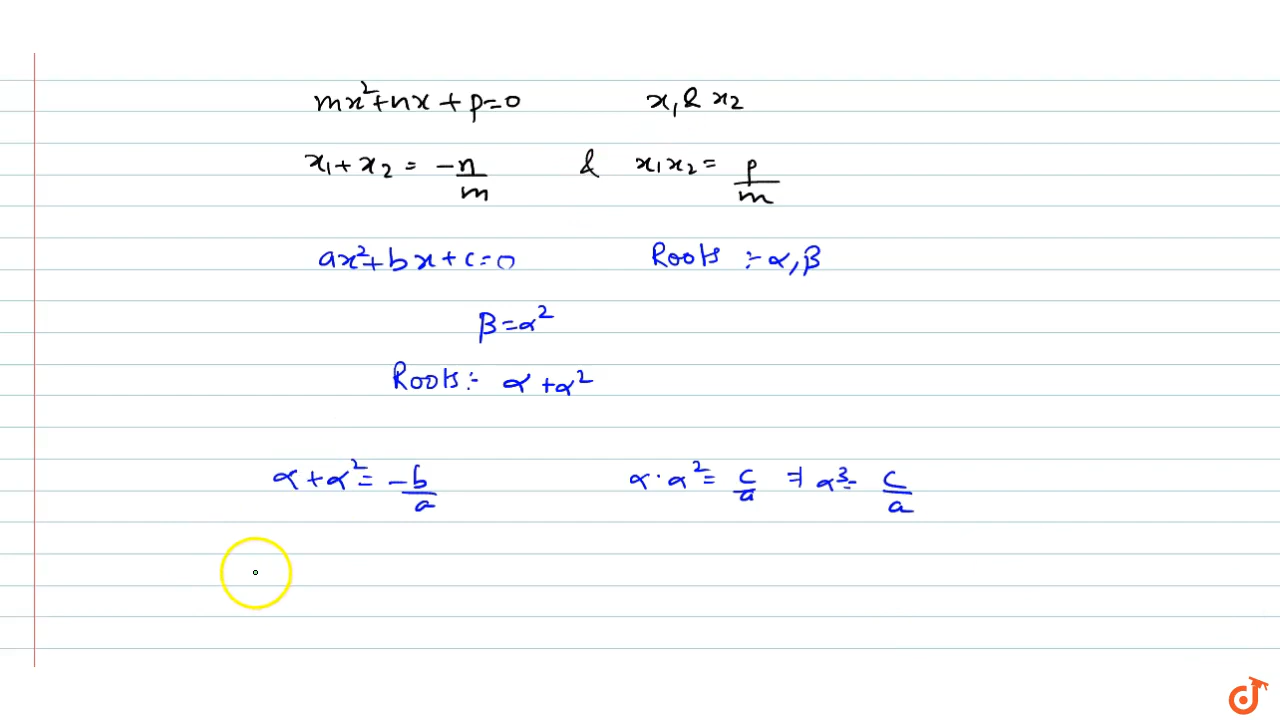 mx²+nx+p=0 x₁ & x₂
x₁+x₂ = -n/m & x₁x₂ = p/m
ax²+bx+c=0 Roots :- α,β
β=α²
Roots:- α +α²
α+α²= -b/a α·α²= c/a ⇒ α³= c/a